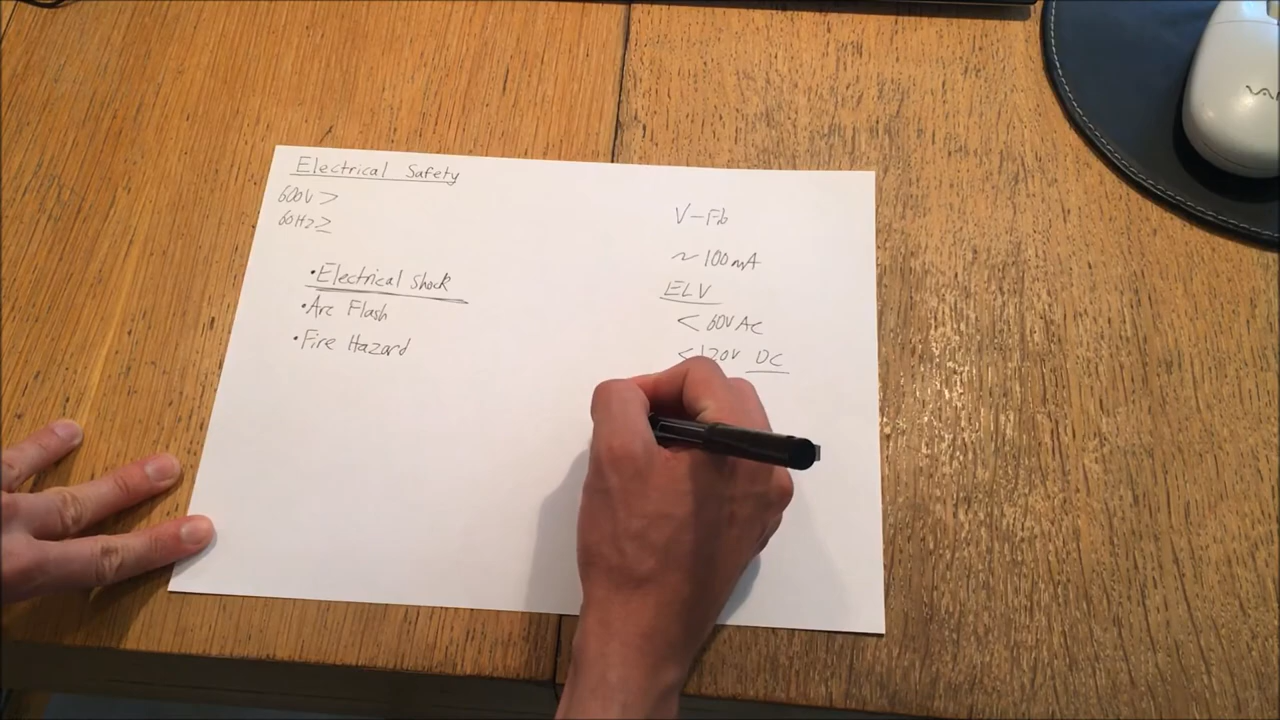 Electrical Safety
600V >
60Hz ≥
• Electrical Shock
• Arc Flash
• Fire Hazard
V-Fib
~ 100mA
ELV
< 60V AC
< 120V DC